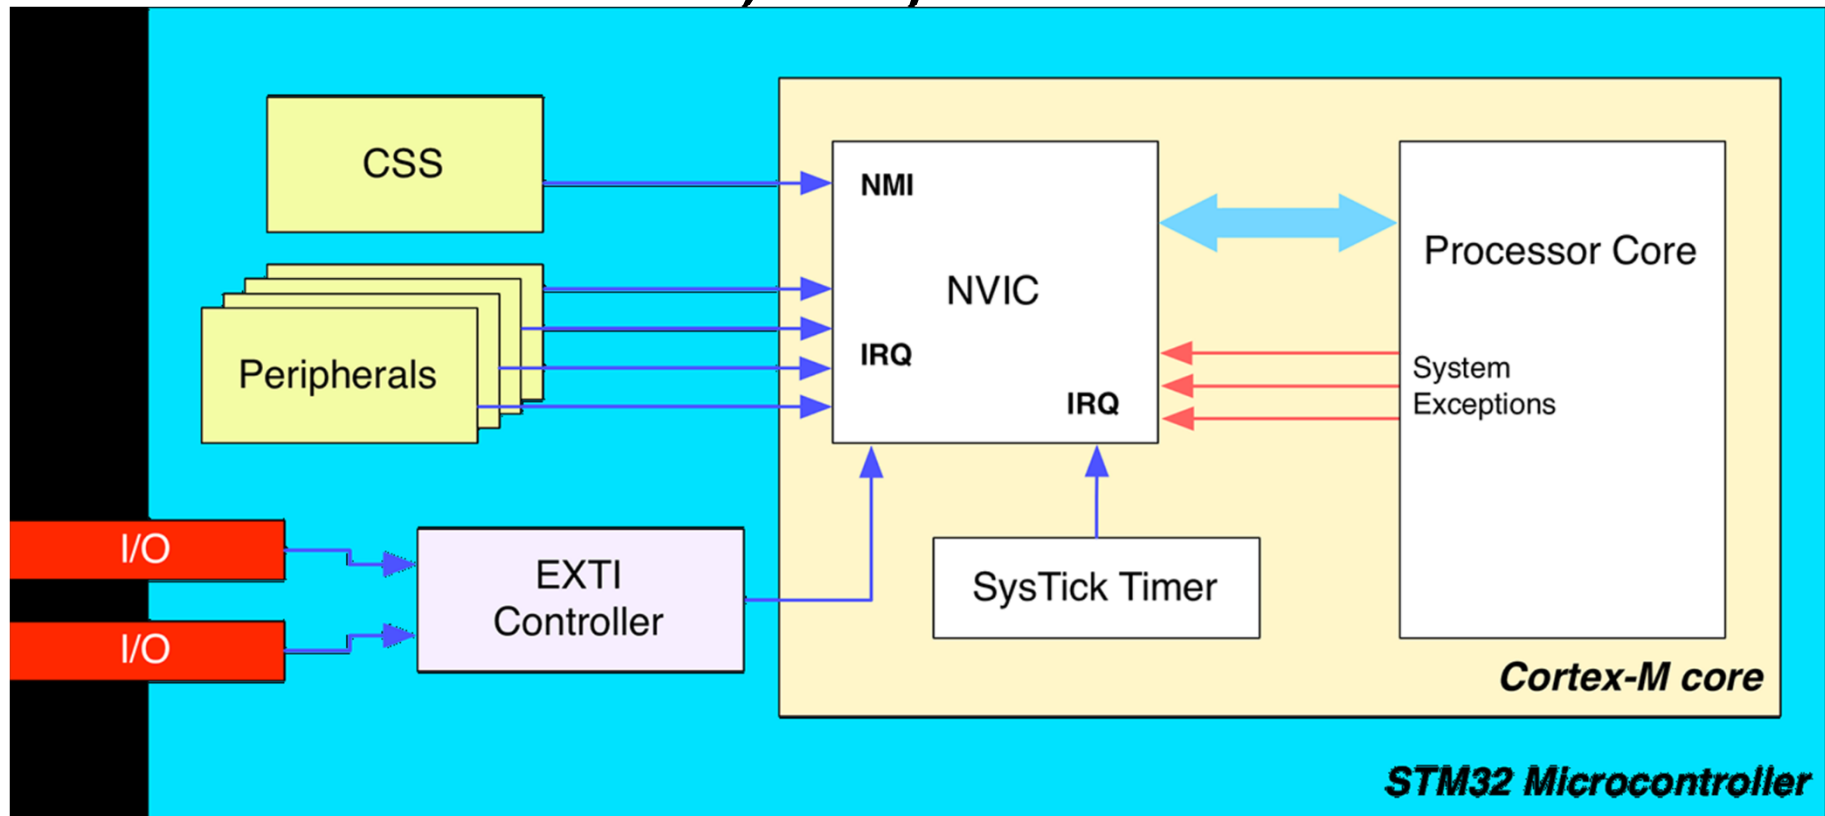 CSS
NMI
Processor Core
NVIC
IRQ
Peripherals
System
Exceptions
IRQ
I/O
EXTI
Controller
SysTick Timer
I/O
Cortex-M core
STM32 Microcontroller